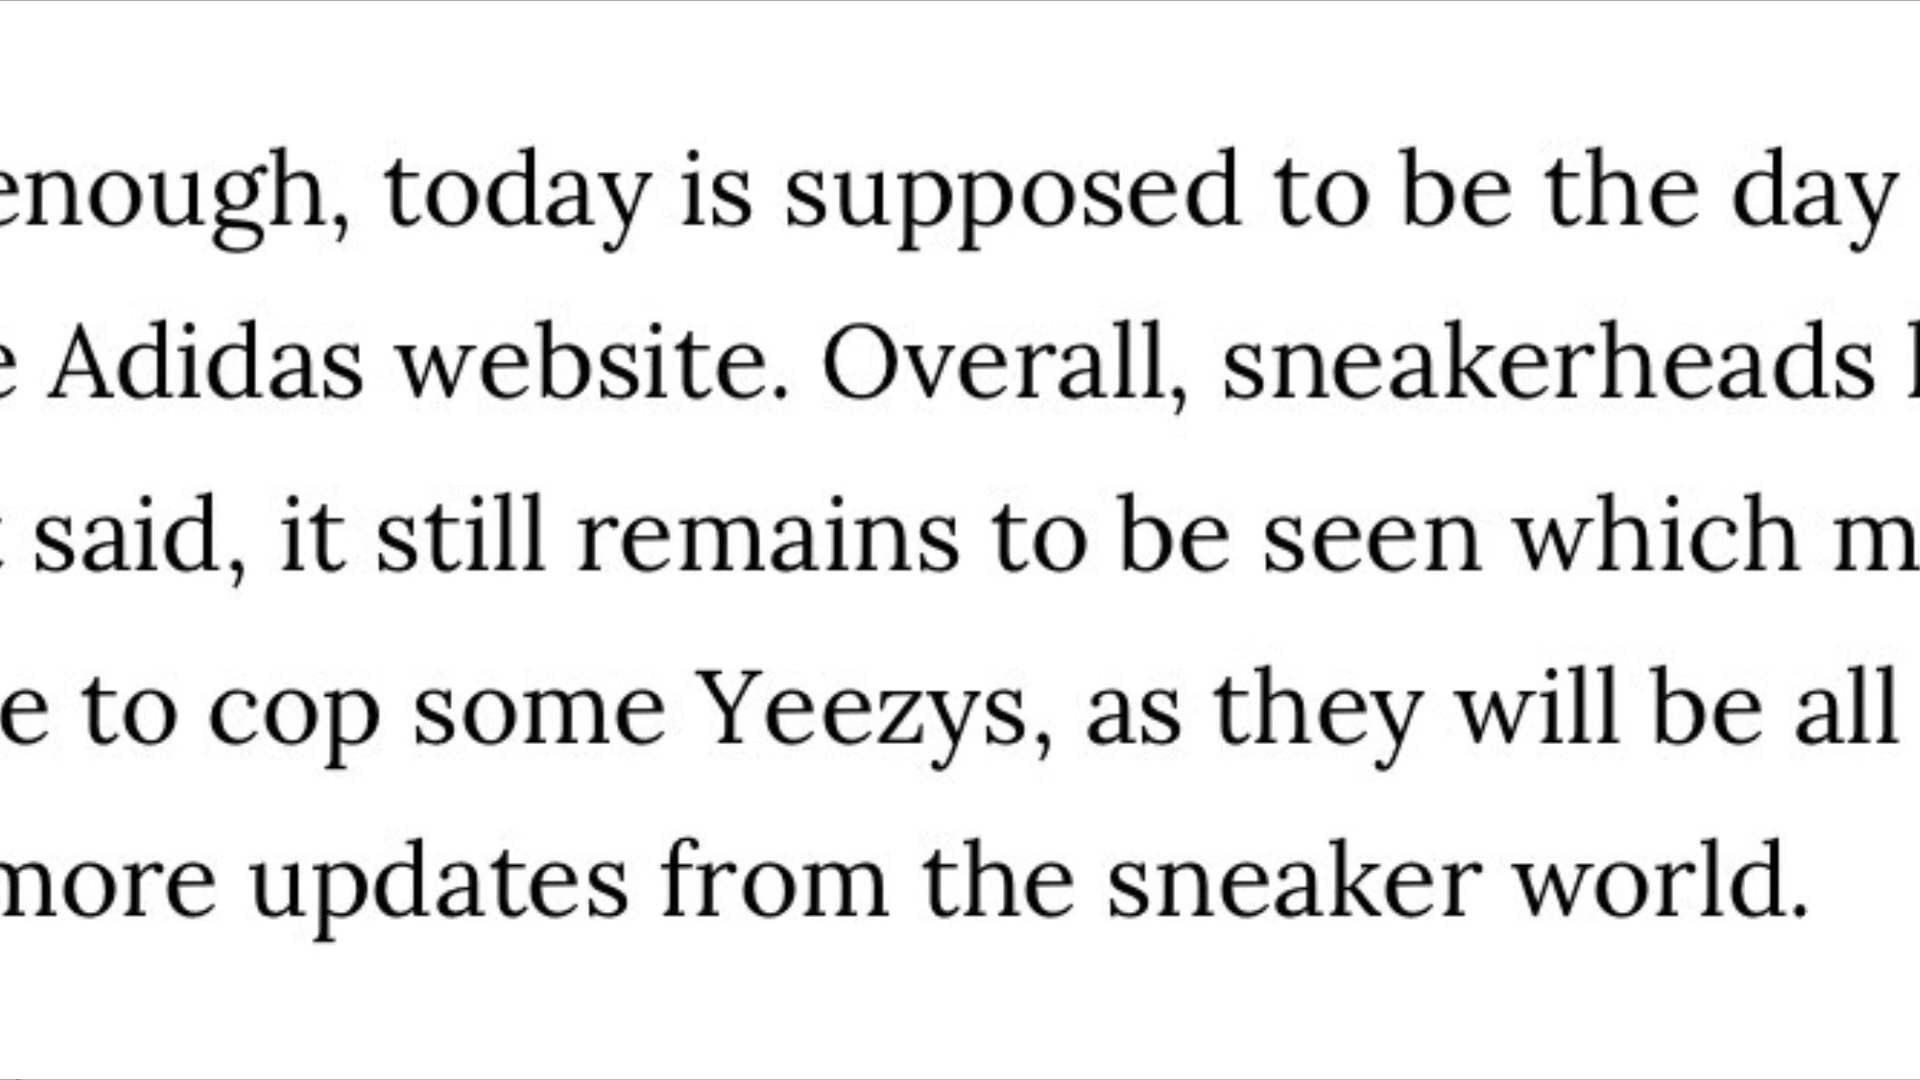 enough, today is supposed to be the day
Adidas website. Overall, sneakerheads
said, it still remains to be seen which
to cop some Yeezys, as they will be all
more updates from the sneaker world.